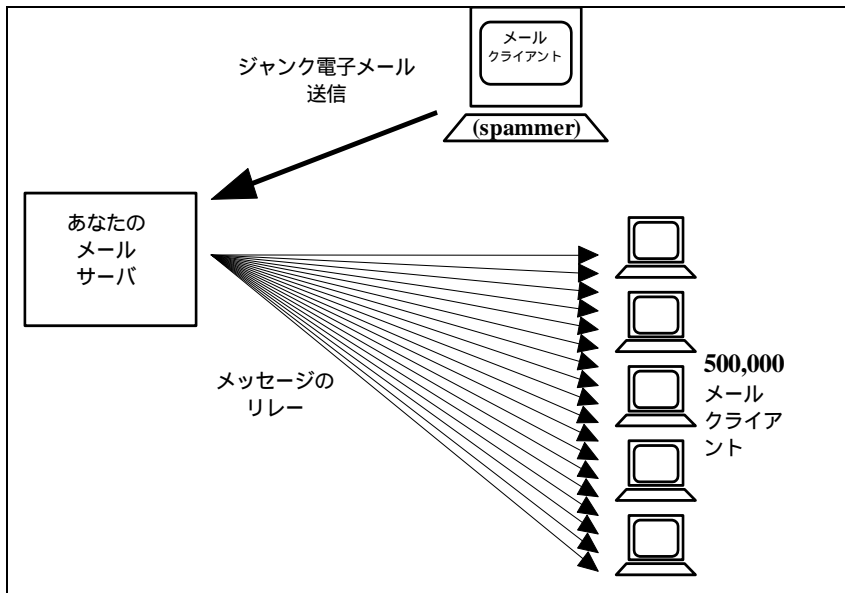 メール
クライアント
ジャンク電子メール
送信
(spammer)
あなたの
メール
サーバ
メッセージの
リレー
500,000
メール
クライア
ント